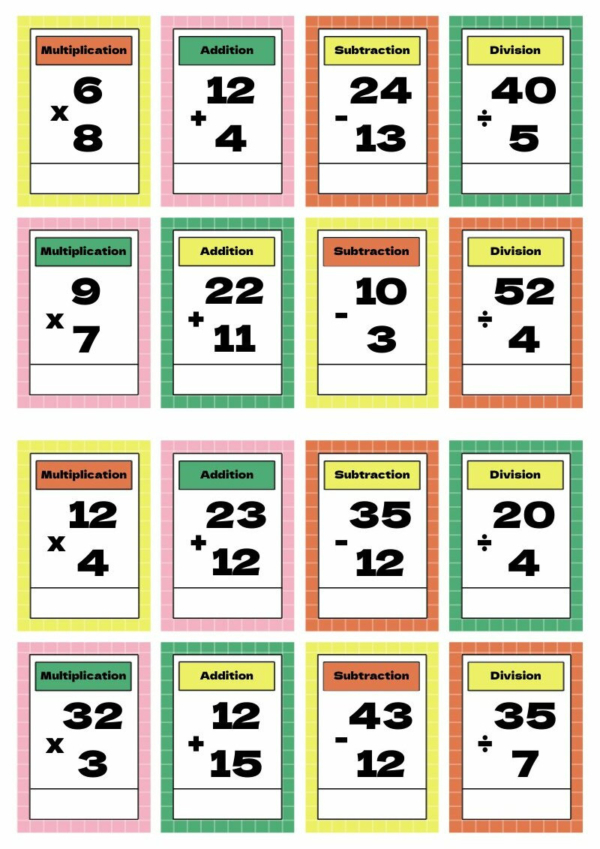 Multiplication
6
x
8
Addition
12
+
4
Subtraction
24
-
13
Division
40
÷
5
Multiplication
9
x
7
Addition
22
+
11
Subtraction
10
-
3
Division
52
÷
4
Multiplication
12
x
4
Addition
23
+
12
Subtraction
35
-
12
Division
20
÷
4
Multiplication
32
x
3
Addition
12
+
15
Subtraction
43
-
12
Division
35
÷
7